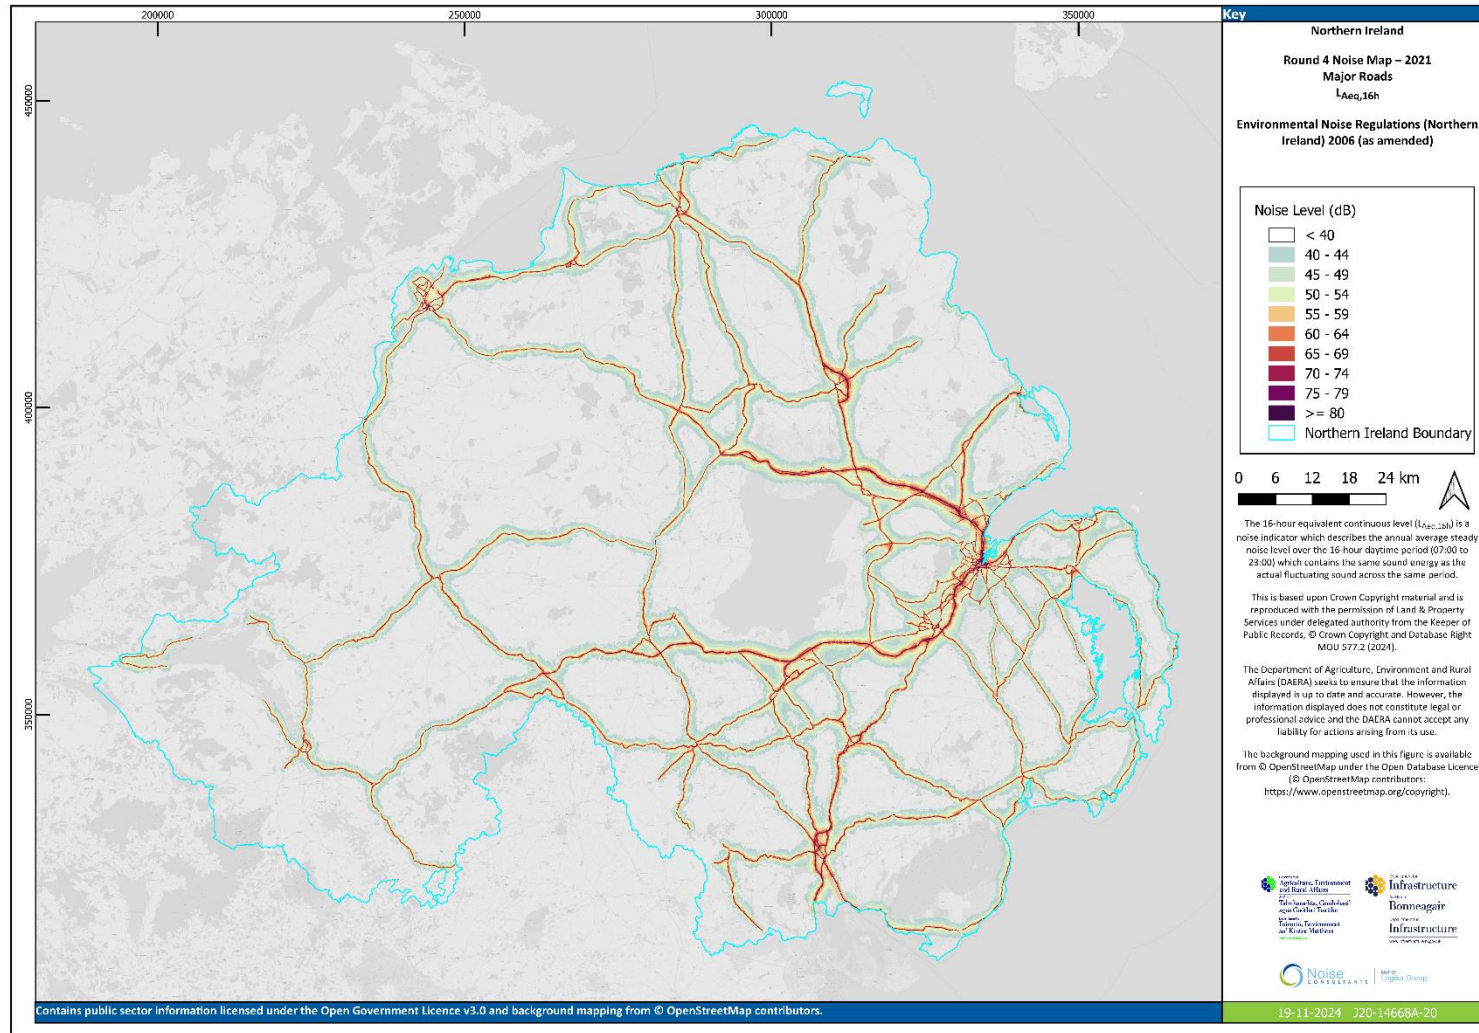 200000
250000
300000
350000
450000
400000
350000
Key
Northern Ireland
Round 4 Noise Map – 2021
Major Roads
LAeq,16h
Environmental Noise Regulations (Northern
Ireland) 2006 (as amended)
Noise Level (dB)
< 40
40 - 44
45 - 49
50 - 54
55 - 59
60 - 64
65 - 69
70 - 74
75 - 79
>= 80
Northern Ireland Boundary
0 6 12 18 24 km
The 16-hour equivalent continuous level (LAeq,16h) is a
noise indicator which describes the annual average steady
noise level over the 16-hour daytime period (07:00 to
23:00) which contains the same sound energy as the
actual fluctuating sound across the same period.
This is based upon Crown Copyright material and is
reproduced with the permission of Land & Property
Services under delegated authority from the Keeper of
Public Records, © Crown Copyright and Database Right
MOU 577.2 (2024).
The Department of Agriculture, Environment and Rural
Affairs (DAERA) seeks to ensure that the information
displayed is up to date and accurate. However, the
information displayed does not constitute legal or
professional advice and the DAERA cannot accept any
liability for actions arising from its use.
The background mapping used in this figure is available
from © OpenStreetMap under the Open Database Licence
(© OpenStreetMap contributors:
https://www.openstreetmap.org/copyright).
Agriculture, Environment
and Rural Affairs
Infrastructure
Bonneagair
Infrastructure
Noise
CONSULTANTS
Logika Group
Contains public sector information licensed under the Open Government Licence v3.0 and background mapping from © OpenStreetMap contributors.
19-11-2024 J20-14668A-20